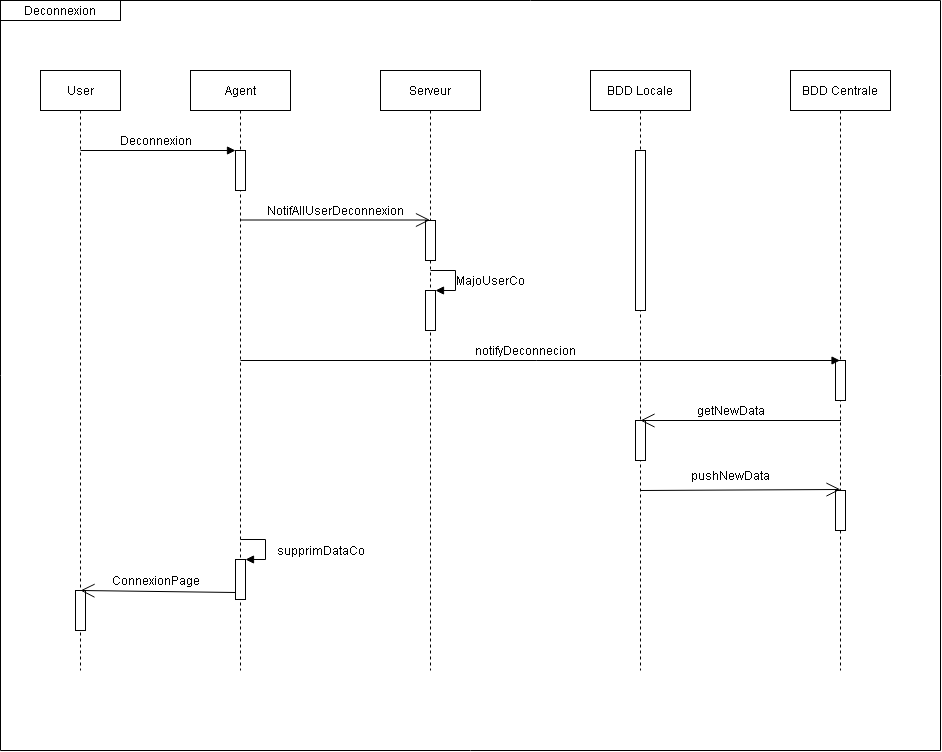 Deconnexion
User
Agent
Serveur
BDD Locale
BDD Centrale
Deconnexion
NotifAllUserDeconnexion
MajoUserCo
notifyDeconnecion
getNewData
pushNewData
supprimDataCo
ConnexionPage